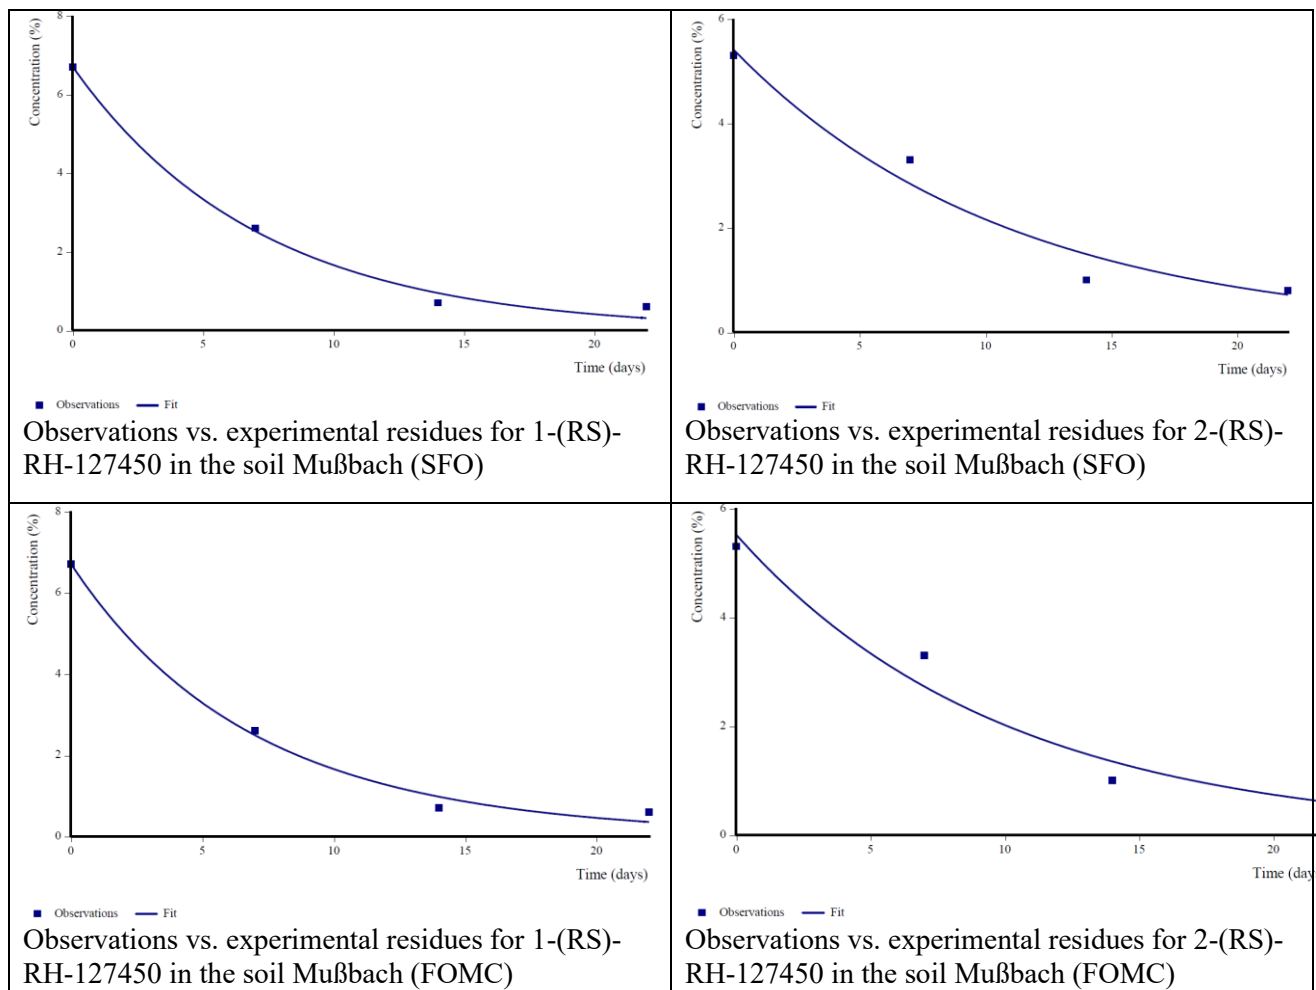 Concentration (%)
8
6
4
2
0
0 5 10 15 20
Time (days)
Observations Fit
Observations vs. experimental residues for 1-(RS)-
RH-127450 in the soil Mußbach (SFO)
Concentration (%)
6
4
2
0
0 5 10 15 20
Time (days)
Observations Fit
Observations vs. experimental residues for 2-(RS)-
RH-127450 in the soil Mußbach (SFO)
Concentration (%)
8
6
4
2
0
0 5 10 15 20
Time (days)
Observations Fit
Observations vs. experimental residues for 1-(RS)-
RH-127450 in the soil Mußbach (FOMC)
Concentration (%)
6
4
2
0
0 5 10 15 20
Time (day
Observations Fit
Observations vs. experimental residues for 2-(RS)-
RH-127450 in the soil Mußbach (FOMC)